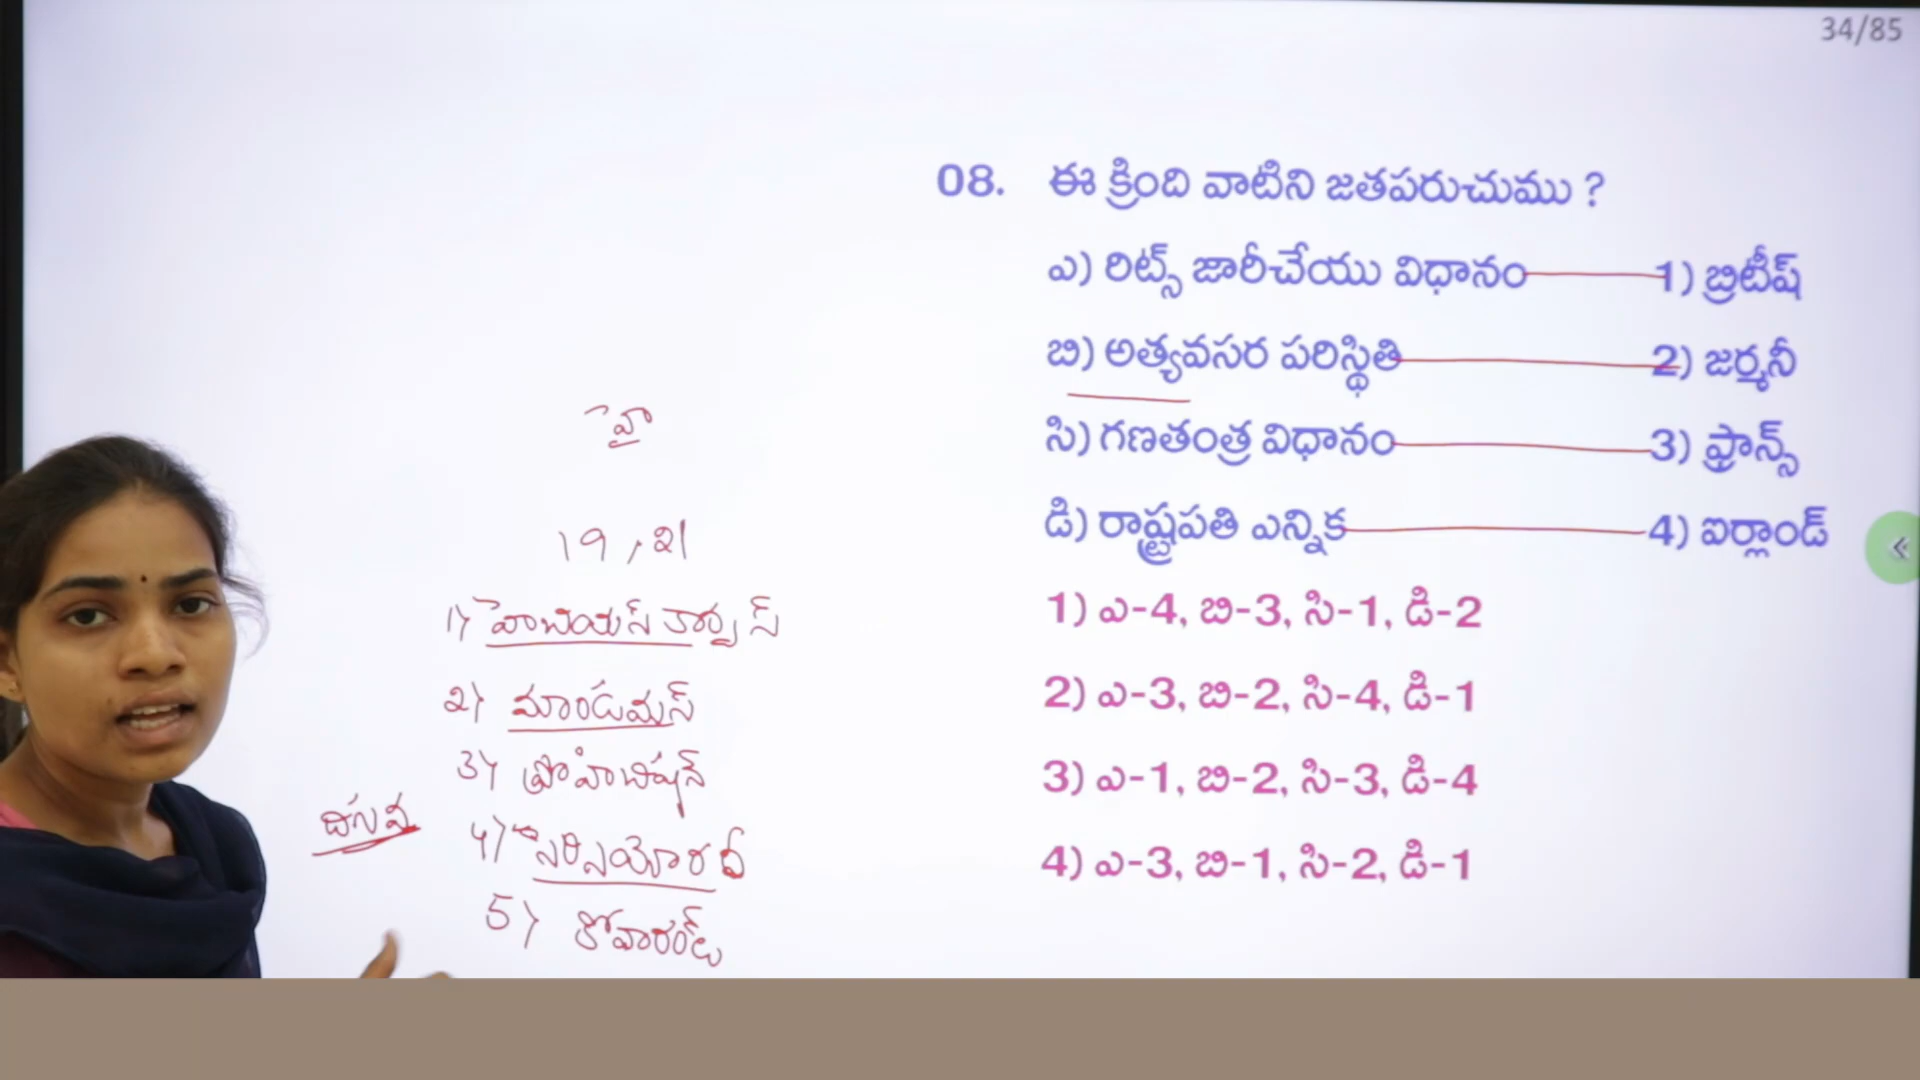 34/85
08. ఈ క్రింది వాటిని జతపరుచుము ?
ఎ) రిట్స్ జారీచేయు విధానం 1) బ్రిటీష్
బి) అత్యవసర పరిస్థితి 2) జర్మనీ
సి) గణతంత్ర విధానం 3) ఫ్రాన్స్
డి) రాష్ట్రపతి ఎన్నిక 4) ఐర్లాండ్
1) ఎ-4, బి-3, సి-1, డి-2
2) ఎ-3, బి-2, సి-4, డి-1
3) ఎ-1, బి-2, సి-3, డి-4
4) ఎ-3, బి-1, సి-2, డి-1
హై
19, 21
1) హెబియస్ కార్పస్
2) మాండమస్
3) ప్రోహిబిషన్
4) సెర్షియోరరీ
5) కోవారెంట్
«